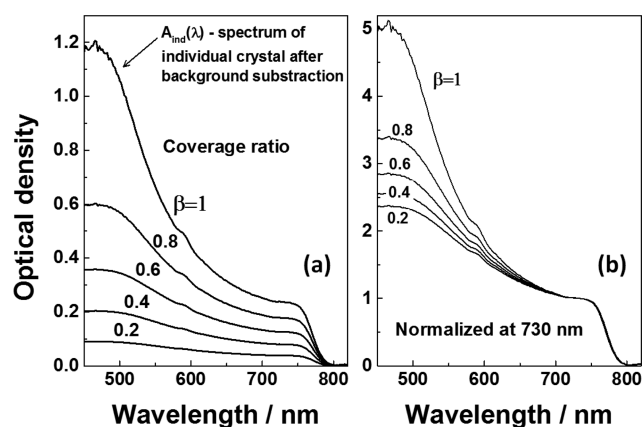 A_ind(λ) - spectrum of
individual crystal after
background substraction
Coverage ratio
β=1
0.8
0.6
0.4
0.2
(a)
1.2
1.0
0.8
0.6
0.4
0.2
0.0
Optical density
500 600 700 800
Wavelength / nm
5
4
3
2
1
0
β=1
0.8
0.6
0.4
0.2
(b)
Normalized at 730 nm
500 600 700 800
Wavelength / nm